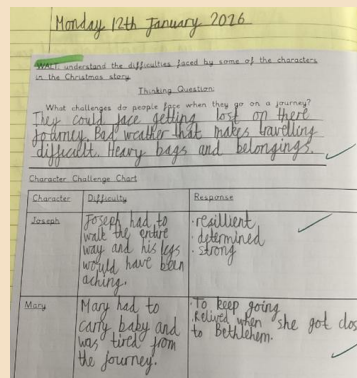 Monday 12th January 2026
WALT: understand the difficulties faced by some of the characters
in the Christmas story
Thinking Question:
What challenges do people face when they go on a journey?
They could face getting lost on there
journey. Bad weather that makes travelling
difficult. Heavy bags and belongings.
Character Challenge Chart
Character Difficulty Response
Joseph
Joseph had to
walk the entire
way and his legs
would have been
aching.
·resillient
·determined
·strong
Mary
Mary had to
carry baby and
was tired from
the journey.
·To keep going
·Relived when she got clos
to Bethlehem.